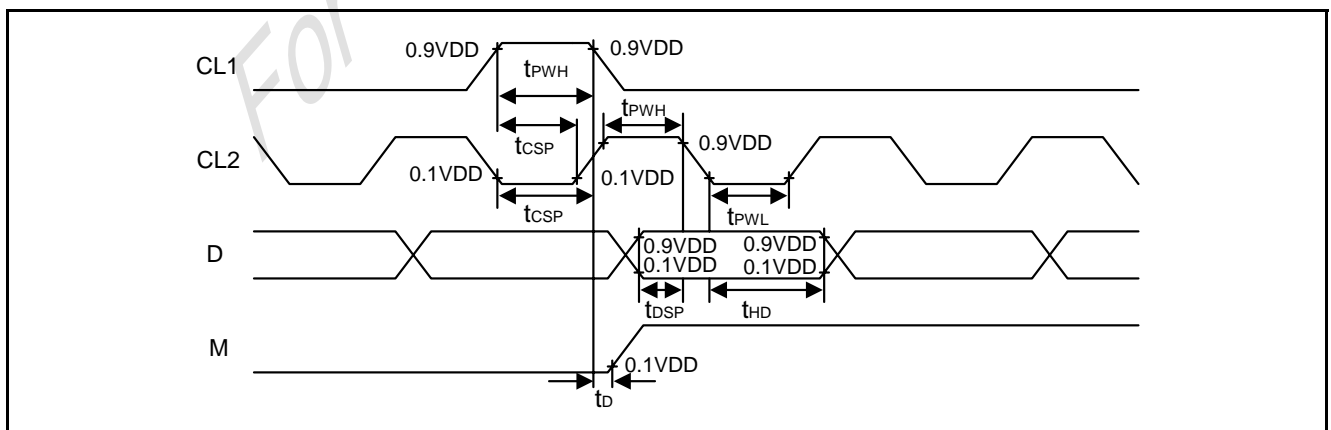 For
CL1
0.9VDD
0.9VDD
tPWH
tPWH
tCSP
CL2
0.9VDD
0.1VDD
0.1VDD
tCSP
tPWL
D
0.9VDD
0.9VDD
0.1VDD
0.1VDD
tDSP
tHD
M
0.1VDD
tD